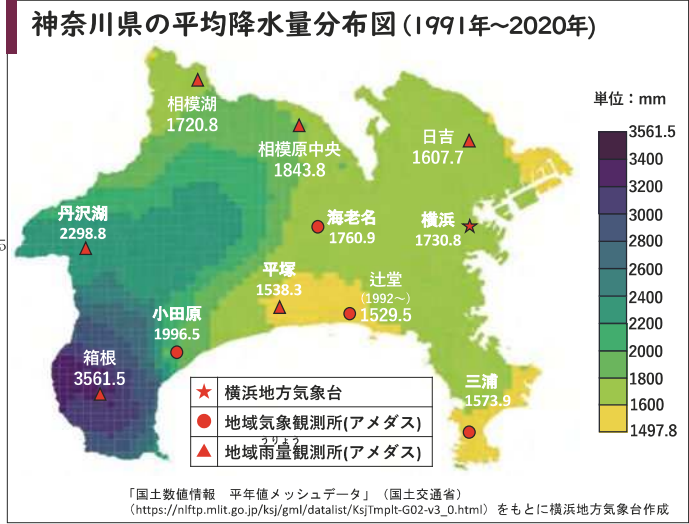 神奈川県の平均降水量分布図(1991年〜2020年)
単位：mm
3561.5
3400
3200
3000
2800
2600
2400
2200
2000
1800
1600
1497.8
相模湖
1720.8
相模原中央
1843.8
日吉
1607.7
丹沢湖
2298.8
海老名
1760.9
横浜
1730.8
平塚
1538.3
辻堂
(1992〜)
1529.5
小田原
1996.5
箱根
3561.5
三浦
1573.9
横浜地方気象台
地域気象観測所(アメダス)
うりょう
地域雨量観測所(アメダス)
「国土数値情報　平年値メッシュデータ」（国土交通省）
（https://nlftp.mlit.go.jp/ksj/gml/datalist/KsjTmplt-G02-v3_0.html）をもとに横浜地方気象台作成
5